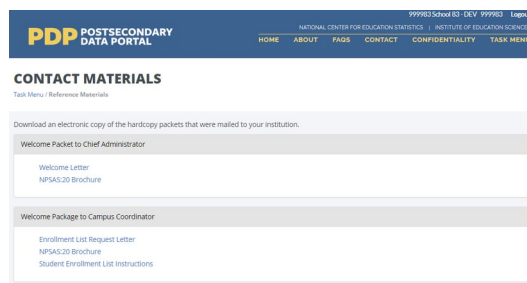 999983 School 83 - DEV 999983 Logou
NATIONAL CENTER FOR EDUCATION STATISTICS | INSTITUTE OF EDUCATION SCIENCE
PDP POSTSECONDARY DATA PORTAL
HOME ABOUT FAQS CONTACT CONFIDENTIALITY TASK MENU
CONTACT MATERIALS
Task Menu / Reference Materials
Download an electronic copy of the hardcopy packets that were mailed to your institution.
Welcome Packet to Chief Administrator
Welcome Letter
NPSAS:20 Brochure
Welcome Package to Campus Coordinator
Enrollment List Request Letter
NPSAS:20 Brochure
Student Enrollment List Instructions